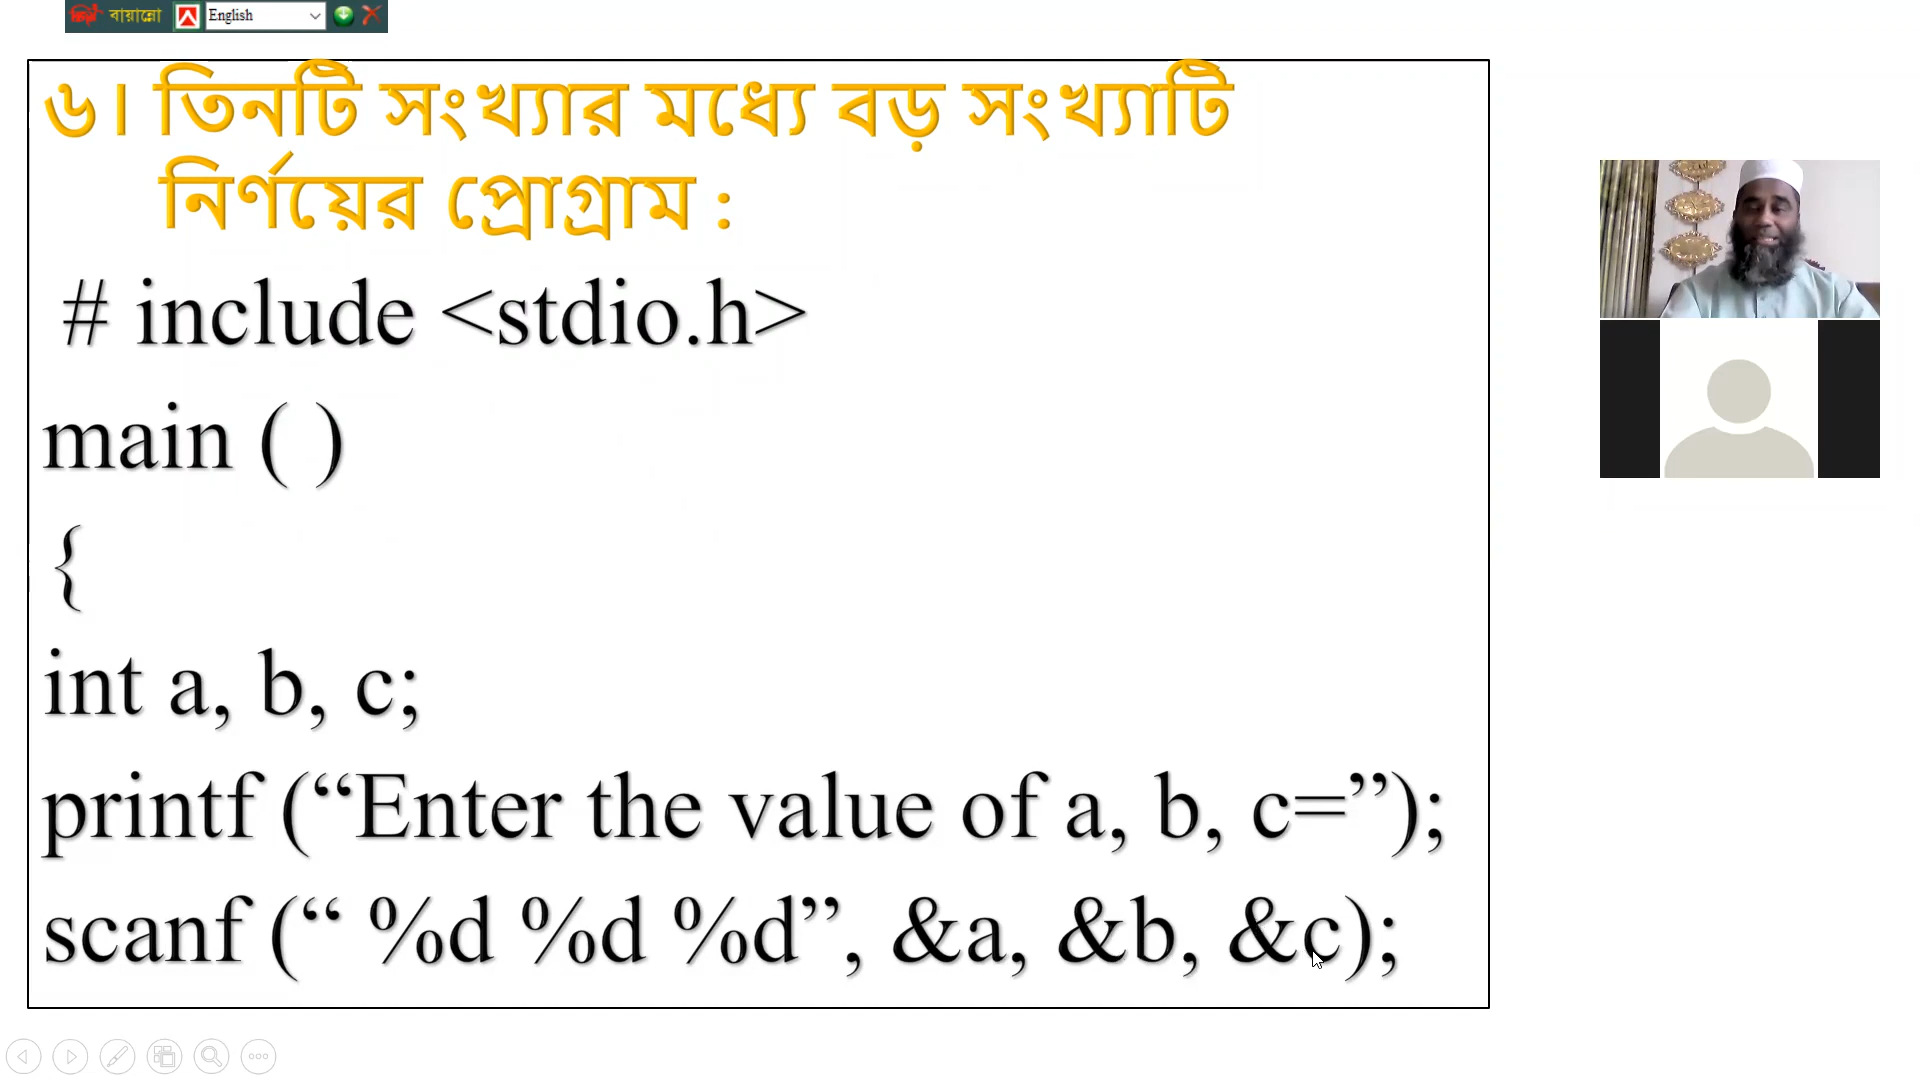 বায়ান্নো English
৬। তিনটি সংখ্যার মধ্যে বড় সংখ্যাটি
নির্ণয়ের প্রোগ্রাম :
# include <stdio.h>
main ( )
{
int a, b, c;
printf (“Enter the value of a, b, c=”);
scanf (“ %d %d %d”, &a, &b, &c);